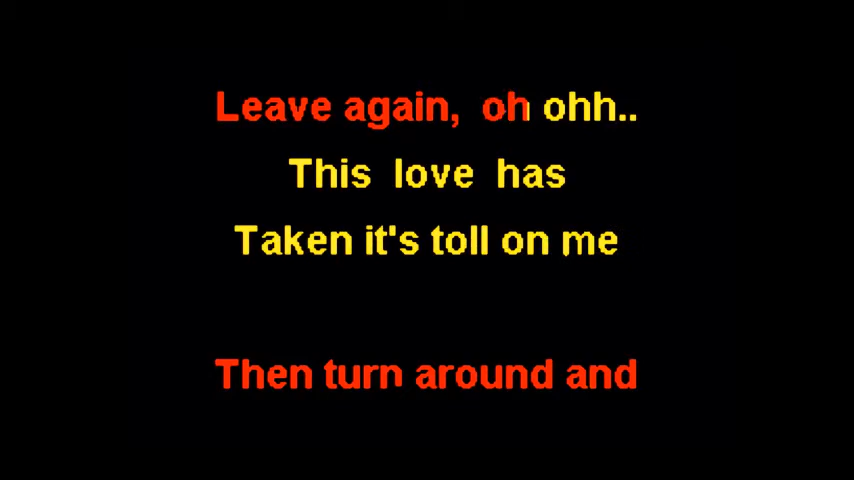 Leave again, oh ohh..
This love has
Taken it's toll on me
Then turn around and